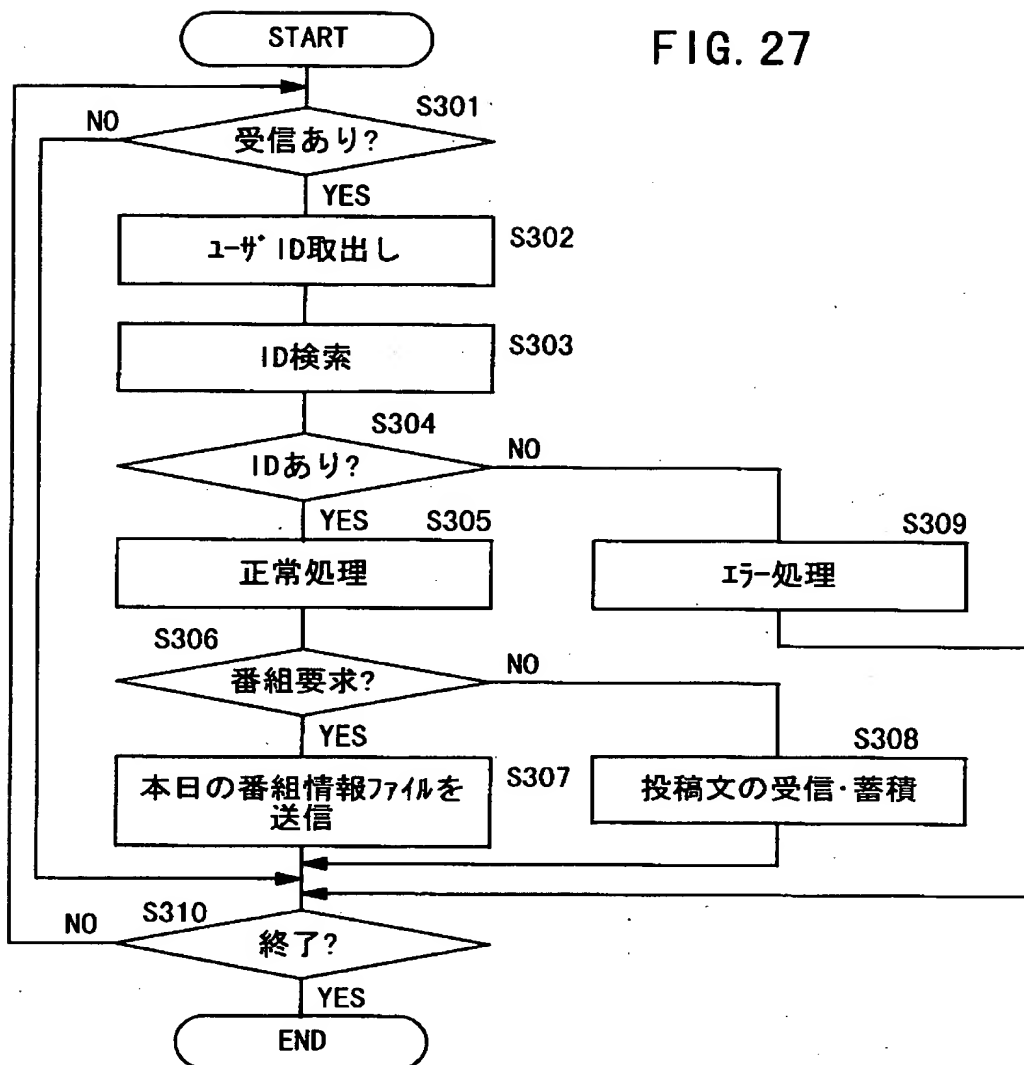 START
FIG. 27
S301
NO
受信あり?
YES
ユーザID取出し
S302
ID検索
S303
S304
IDあり?
NO
YES
S305
正常処理
S309
エラー処理
S306
番組要求?
NO
YES
本日の番組情報ファイルを
送信
S307
S308
投稿文の受信・蓄積
S310
NO
終了?
YES
END